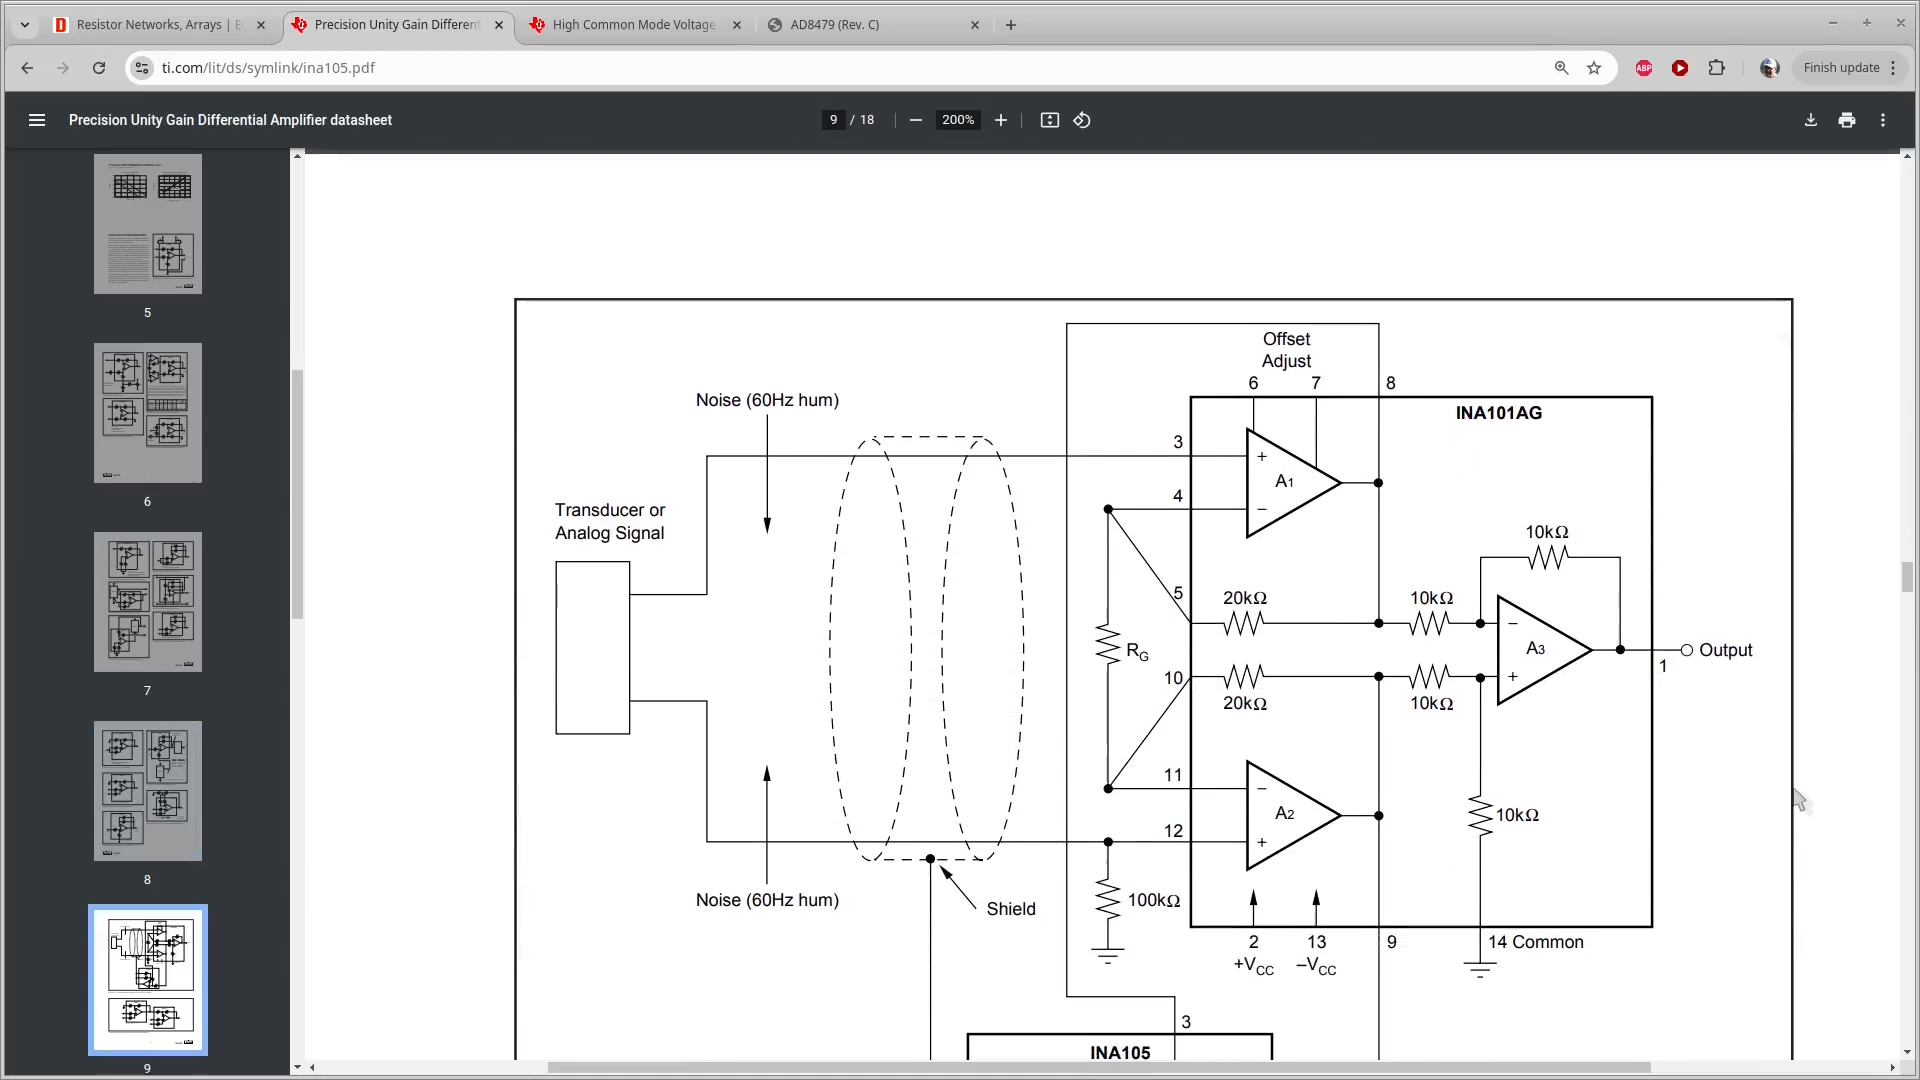 Resistor Networks, Arrays | E
Precision Unity Gain Different
High Common Mode Voltage
AD8479 (Rev. C)
ti.com/lit/ds/symlink/ina105.pdf
ABP
Finish update
Precision Unity Gain Differential Amplifier datasheet
9 / 18
200%
5
6
7
8
9
Offset
Adjust
6
7
8
INA101AG
Noise (60Hz hum)
3
+
A1
4
–
Transducer or
Analog Signal
10kΩ
5
20kΩ
10kΩ
–
RG
A3
Output
1
10
+
20kΩ
10kΩ
11
–
A2
12
+
10kΩ
Noise (60Hz hum)
Shield
100kΩ
2
13
9
14 Common
+VCC
–VCC
3
INA105